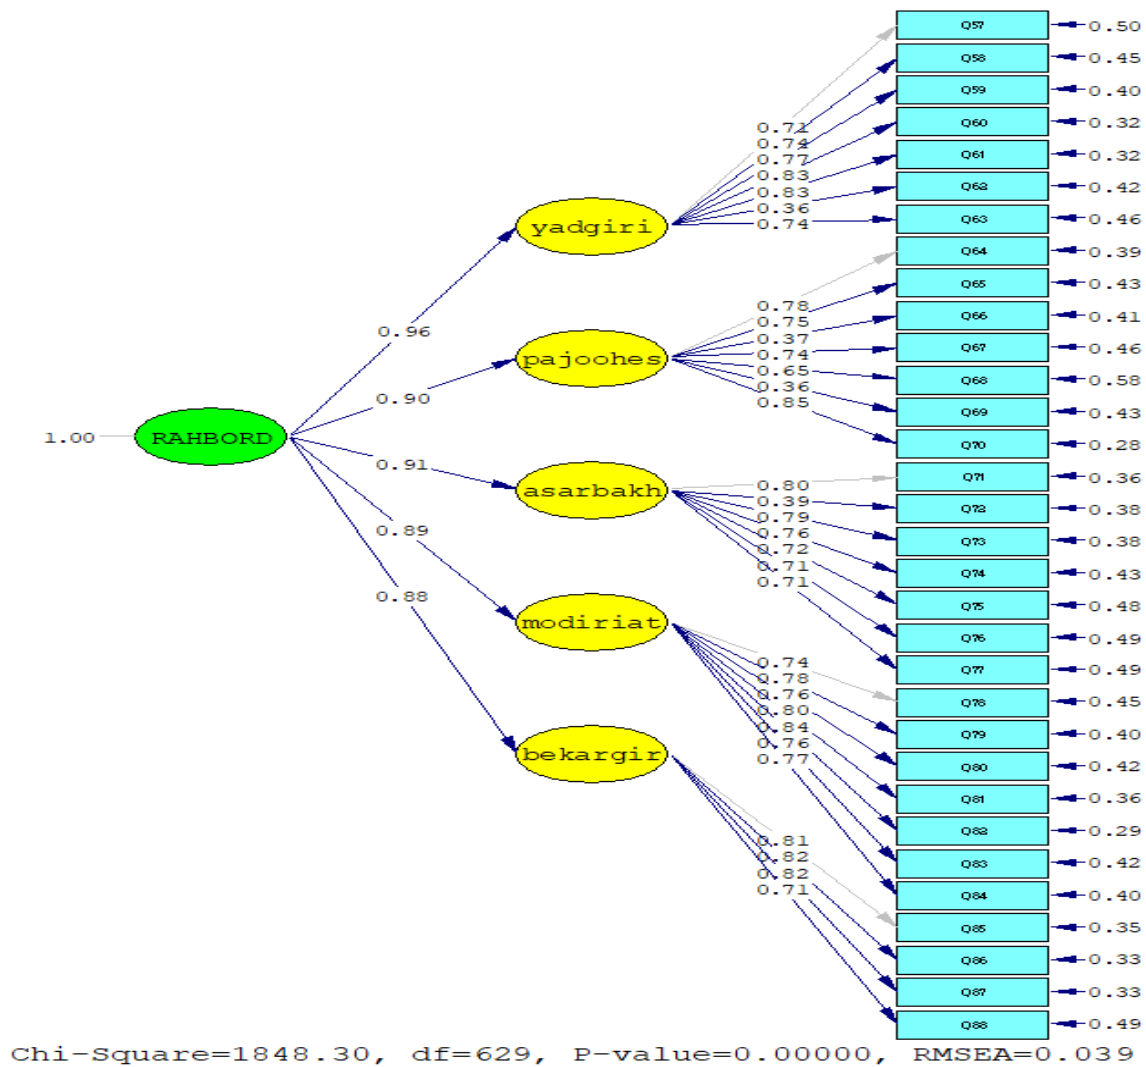 Q57 0.50
Q58 0.45
Q59 0.40
Q60 0.32
Q61 0.32
Q62 0.42
Q63 0.46
Q64 0.39
Q65 0.43
Q66 0.41
Q67 0.46
Q68 0.58
Q69 0.43
Q70 0.28
Q71 0.36
Q72 0.38
Q73 0.38
Q74 0.43
Q75 0.48
Q76 0.49
Q77 0.49
Q78 0.45
Q79 0.40
Q80 0.42
Q81 0.36
Q82 0.29
Q83 0.42
Q84 0.40
Q85 0.35
Q86 0.33
Q87 0.33
Q88 0.49
0.71
0.74
0.77
0.83
0.83
0.36
0.74
0.78
0.75
0.37
0.74
0.65
0.36
0.85
0.80
0.39
0.79
0.76
0.72
0.71
0.71
0.74
0.78
0.76
0.80
0.84
0.76
0.77
0.81
0.82
0.82
0.71
yadgiri
pajoohes
asarbakh
modiriat
bekargir
0.96
0.90
0.91
0.89
0.88
1.00 RAHBORD
Chi-Square=1848.30, df=629, P-value=0.00000, RMSEA=0.039